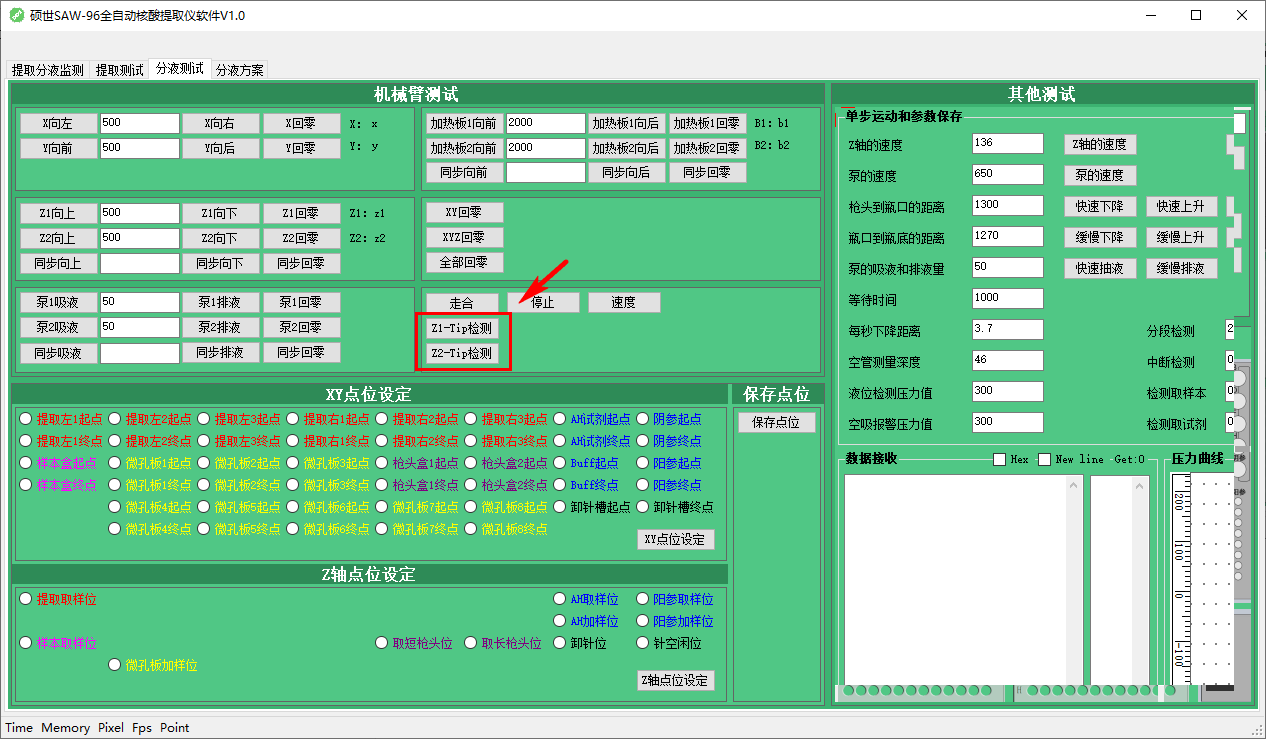 硕世SAW-96全自动核酸提取仪软件V1.0
提取分液监测 提取测试 分液测试 分液方案
机械臂测试
X向左 500 X向右 X回零 X: x
Y向前 500 Y向后 Y回零 Y: y
加热板1向前 2000 加热板1向后 加热板1回零 B1: b1
加热板2向前 2000 加热板2向后 加热板2回零 B2: b2
同步向前 同步向后 同步回零
Z1向上 500 Z1向下 Z1回零 Z1: z1
Z2向上 500 Z2向下 Z2回零 Z2: z2
同步向上 同步向下 同步回零
XY回零
XYZ回零
全部回零
泵1吸液 50 泵1排液 泵1回零
泵2吸液 50 泵2排液 泵2回零
同步吸液 同步排液 同步回零
走合 停止 速度
Z1-Tip检测
Z2-Tip检测
XY点位设定
提取左1起点 提取左2起点 提取左3起点 提取右1起点 提取右2起点 提取右3起点 AH试剂起点 阴参起点
提取左1终点 提取左2终点 提取左3终点 提取右1终点 提取右2终点 提取右3终点 AH试剂终点 阴参终点
样本盒起点 微孔板1起点 微孔板2起点 微孔板3起点 枪头盒1起点 枪头盒2起点 Buff起点 阳参起点
样本盒终点 微孔板1终点 微孔板2终点 微孔板3终点 枪头盒1终点 枪头盒2终点 Buff终点 阳参终点
微孔板4起点 微孔板5起点 微孔板6起点 微孔板7起点 微孔板8起点 卸针槽起点 卸针槽终点
微孔板4终点 微孔板5终点 微孔板6终点 微孔板7终点 微孔板8终点
XY点位设定
保存点位
保存点位
Z轴点位设定
提取取样位 AH取样位 阳参取样位
AH加样位 阳参加样位
样本取样位 取短枪头位 取长枪头位 卸针位 针空闲位
微孔板加样位
Z轴点位设定
其他测试
单步运动和参数保存
Z轴的速度 136 Z轴的速度
泵的速度 650 泵的速度
枪头到瓶口的距离 1300 快速下降 快速上升
瓶口到瓶底的距离 1270 缓慢下降 缓慢上升
泵的吸液和排液量 50 快速抽液 缓慢排液
等待时间 1000
每秒下降距离 3.7 分段检测 2
空管测量深度 46 中断检测 0
液位检测压力值 300 检测取样本 0
空吸报警压力值 300 检测取试剂 0
数据接收 Hex New line -Get:0
压力曲线
200
100
0
-100
Time Memory Pixel Fps Point